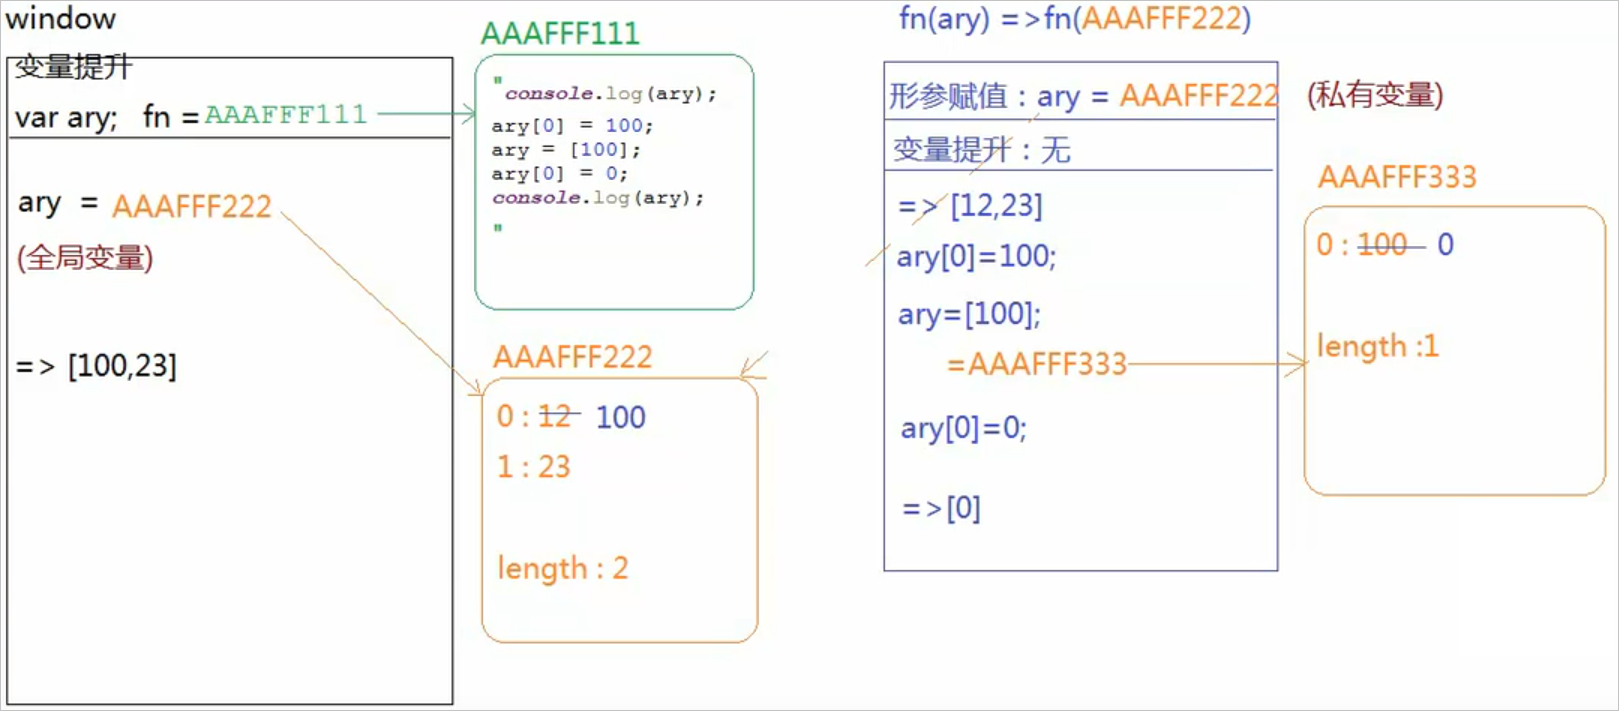 window
变量提升
var ary; fn = AAAFFF111
ary = AAAFFF222
(全局变量)
=> [100,23]
AAAFFF111
"
console.log(ary);
ary[0] = 100;
ary = [100];
ary[0] = 0;
console.log(ary);
"
AAAFFF222
0 : 12 100
1 : 23
length : 2
fn(ary) =>fn(AAAFFF222)
形参赋值 : ary = AAAFFF222
(私有变量)
变量提升 : 无
=> [12,23]
ary[0]=100;
ary=[100];
=AAAFFF333
ary[0]=0;
=>[0]
AAAFFF333
0 : 100 0
length :1